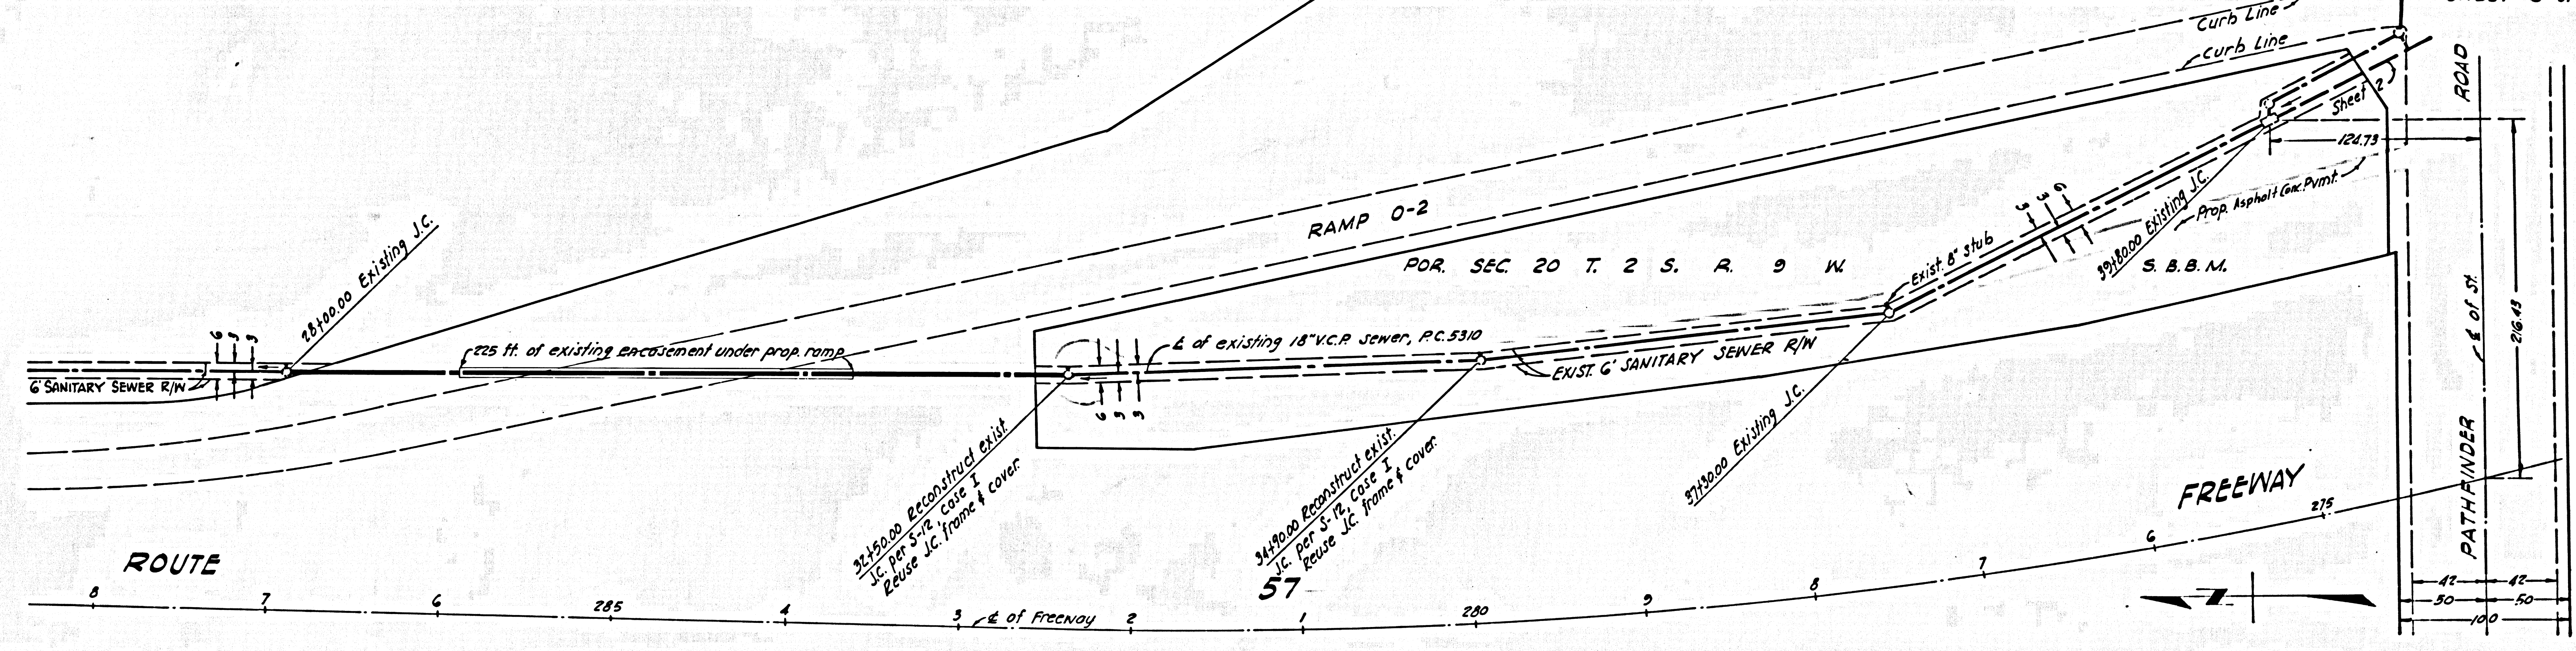 Curb Line
Curb Line
ROAD
Sheet 2
124.73
Prop. Asphalt Conc. Pvmt.
39+80.00 Existing J.C.
3 3 6
RAMP O-2
POR. SEC. 20 T. 2 S. R. 9 W.
S. B. B. M.
Exist. 8" Stub
28+00.00 Existing J.C.
6 3 3
6' SANITARY SEWER R/W
225 ft. of existing encasement under prop. ramp
℄ of existing 18" V.C.P. sewer, P.C. 5310
6 3 3
EXIST. 6' SANITARY SEWER R/W
℄ of St.
216.43
32+50.00 Reconstruct exist.
J.C. per S-12, case I
Reuse J.C. frame & cover.
34+90.00 Reconstruct exist.
J.C. per S-12, case I
Reuse J.C. frame & cover.
37+30.00 Existing J.C.
PATHFINDER
FREEWAY
ROUTE
57
8 7 6 285 4 3 2 1 280 9 8 7 6 275
℄ of Freeway
Z
42 42
50 50
100